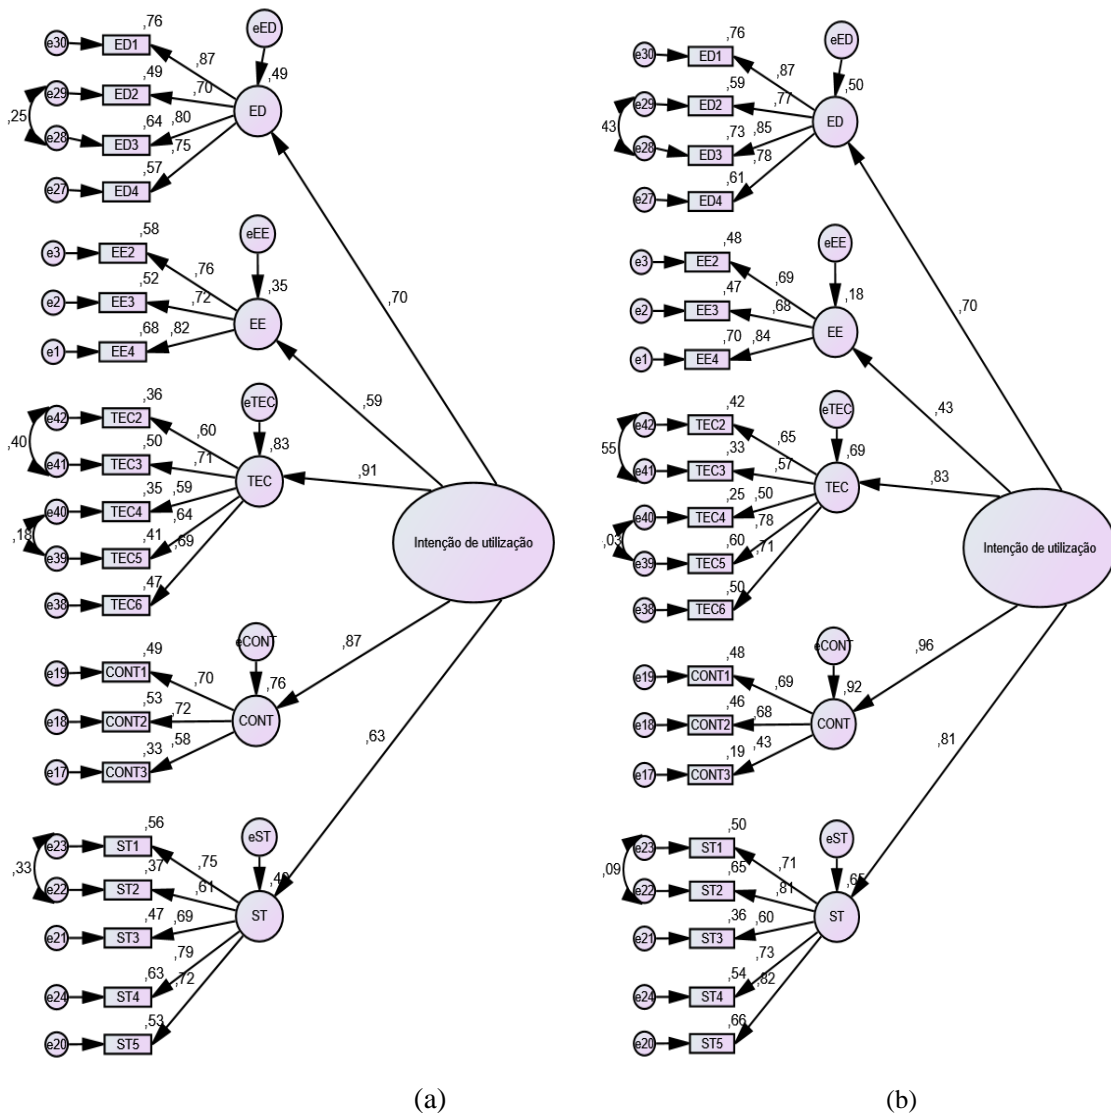 ,76
eED
e30 ED1
,87
,49
,49
e29 ED2 ,70 ED
,25
,64 ,80
e28 ED3 ,75
,57
e27 ED4
,58
eEE
e3 EE2
,76
,52
,35
e2 EE3 ,72 EE
,68 ,82
e1 EE4
,70
,59
,36
eTEC
e42 TEC2
,60
,40
,50
,83
e41 TEC3 ,71 TEC
,91
,35 ,59
e40 TEC4 ,64
,18
,41 ,69
e39 TEC5
,47
e38 TEC6
Intenção de utilização
,49
eCONT
e19 CONT1
,70
,87
,53
,76
e18 CONT2 ,72 CONT
,33 ,58
e17 CONT3
,63
,56
eST
e23 ST1
,75
,33
,37
e22 ST2 ,61
ST
,47 ,69
e21 ST3
,79
,63 ,72
e24 ST4
,53
e20 ST5
(a)
,76
eED
e30 ED1
,87
,59
,50
e29 ED2 ,77 ED
43
,73 ,85
e28 ED3 ,78
,61
e27 ED4
,48
eEE
e3 EE2
,69
,47
,18
e2 EE3 ,68 EE
,70 ,84
e1 EE4
,70
,43
,42
eTEC
e42 TEC2
,65
55
,33
,69
e41 TEC3 ,57 TEC
,83
,25 ,50
e40 TEC4 ,78
,03
,60 ,71
e39 TEC5
,50
e38 TEC6
Intenção de utilização
,48
eCONT
e19 CONT1
,69
,96
,46
,92
e18 CONT2 ,68 CONT
,19 ,43
e17 CONT3
,81
,50
eST
e23 ST1
,71
,09
,65
,65
e22 ST2 ,81
ST
,36 ,60
e21 ST3
,73
,54 ,82
e24 ST4
,66
e20 ST5
(b)